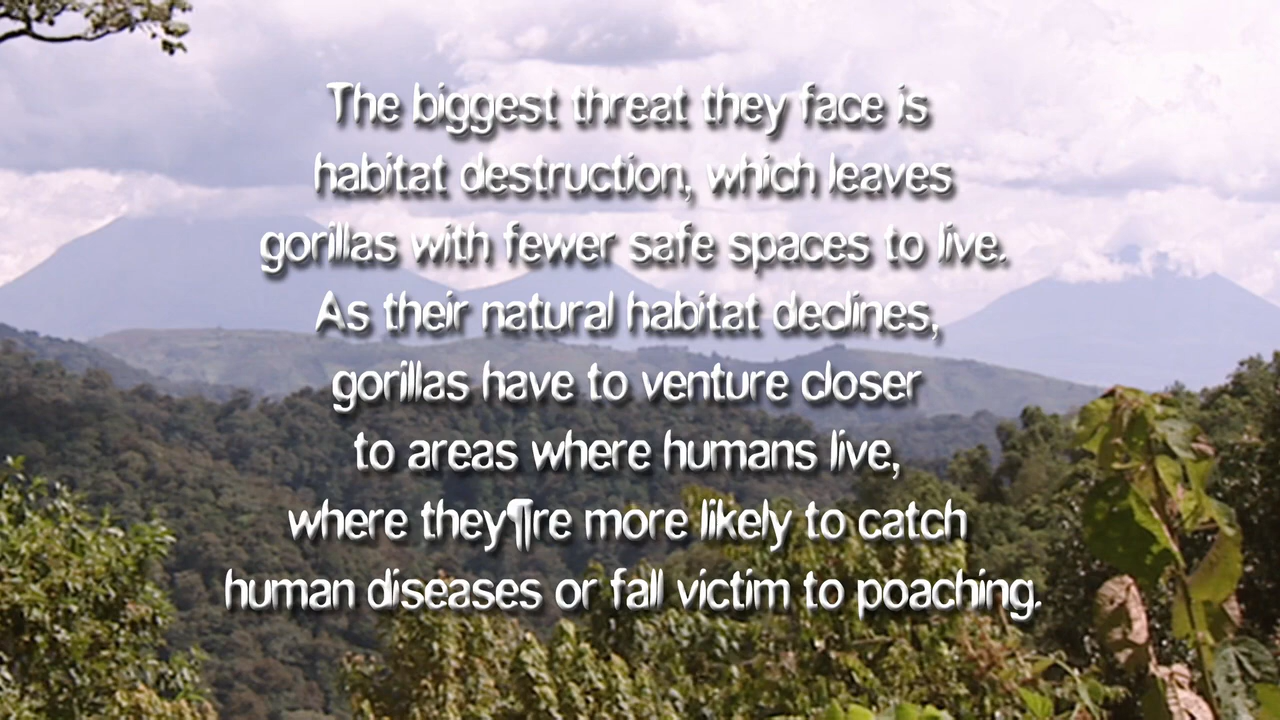 The biggest threat they face is
habitat destruction, which leaves
gorillas with fewer safe spaces to live.
As their natural habitat declines,
gorillas have to venture closer
to areas where humans live,
where they¶re more likely to catch
human diseases or fall victim to poaching.